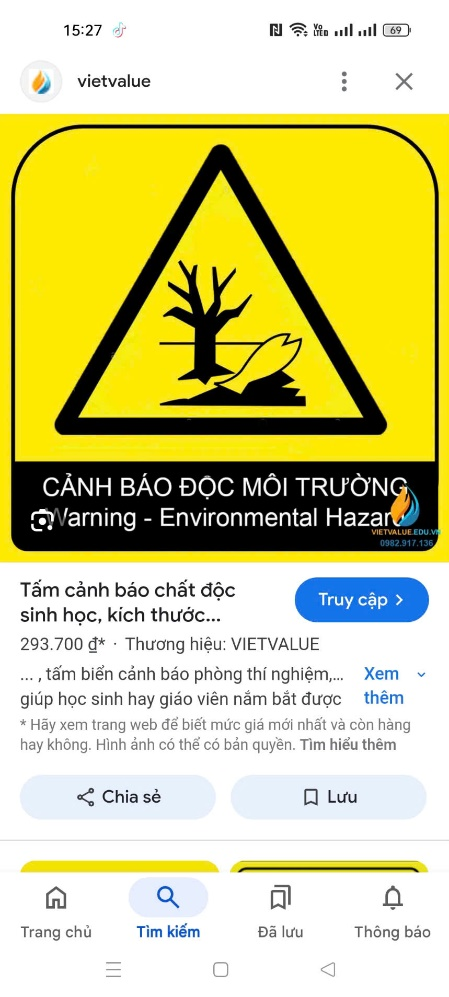 15:27
Vo
LTED
69
vietvalue
CẢNH BÁO ĐỘC MÔI TRƯỜNG
Warning - Environmental Hazard
VIETVALUE.EDU.VN
0982.917.136
Tấm cảnh báo chất độc
sinh học, kích thước...
Truy cập
293.700 ₫* · Thương hiệu: VIETVALUE
... , tấm biển cảnh báo phòng thí nghiệm,...
giúp học sinh hay giáo viên nắm bắt được
Xem
thêm
* Hãy xem trang web để biết mức giá mới nhất và còn hàng
hay không. Hình ảnh có thể có bản quyền. Tìm hiểu thêm
Chia sẻ
Lưu
Trang chủ
Tìm kiếm
Đã lưu
Thông báo